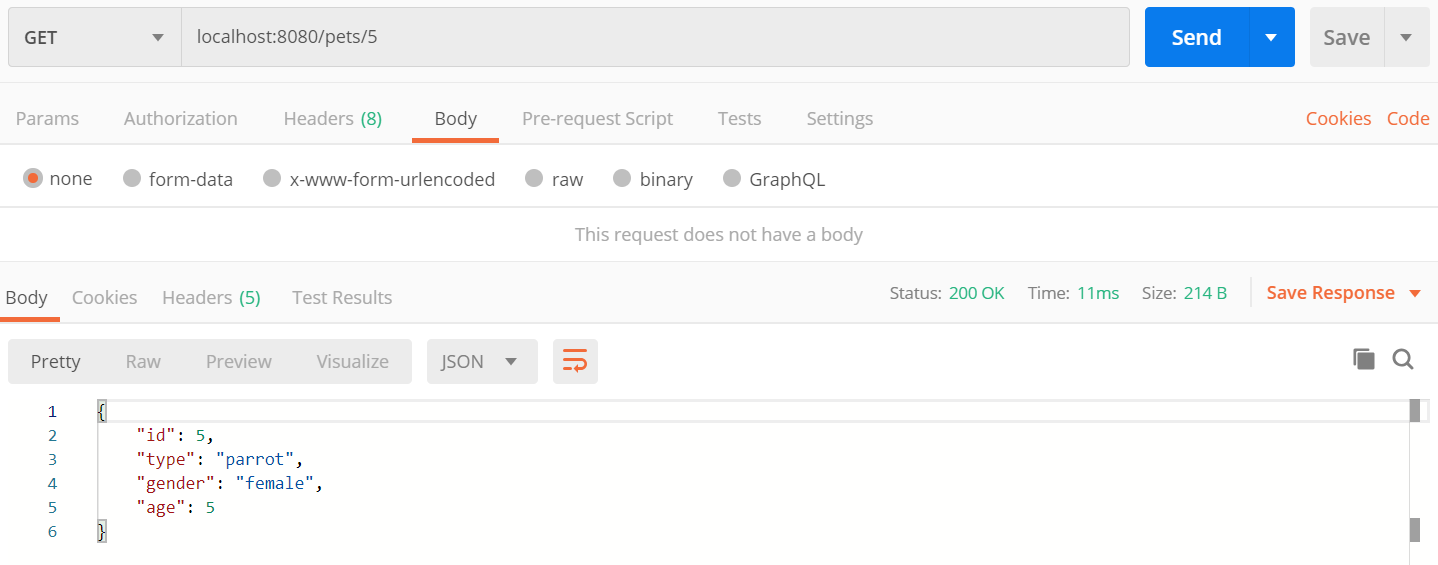 GET localhost:8080/pets/5 Send Save
Params Authorization Headers (8) Body Pre-request Script Tests Settings Cookies Code
none form-data x-www-form-urlencoded raw binary GraphQL
This request does not have a body
Body Cookies Headers (5) Test Results Status: 200 OK Time: 11ms Size: 214 B Save Response
Pretty Raw Preview Visualize JSON
1 {
2 "id": 5,
3 "type": "parrot",
4 "gender": "female",
5 "age": 5
6 }